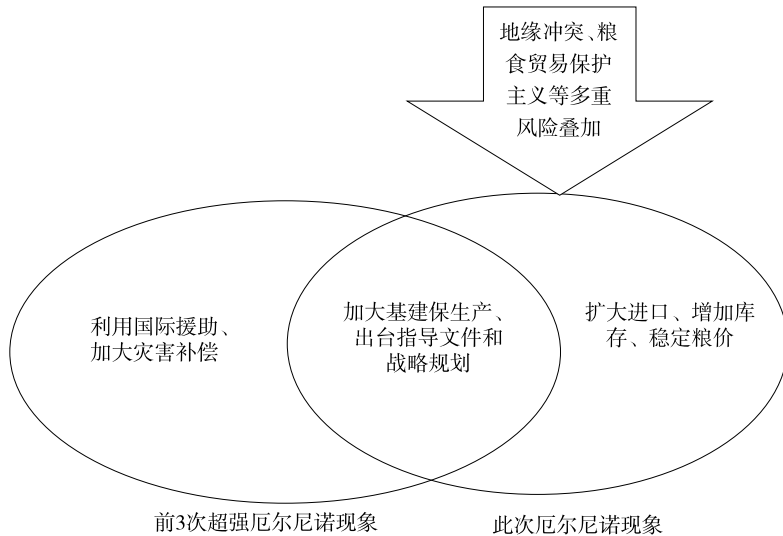 地缘冲突、粮
食贸易保护
主义等多重
风险叠加
利用国际援助、
加大灾害补偿
加大基建保生产、
出台指导文件和
战略规划
扩大进口、增加库
存、稳定粮价
前3次超强厄尔尼诺现象
此次厄尔尼诺现象